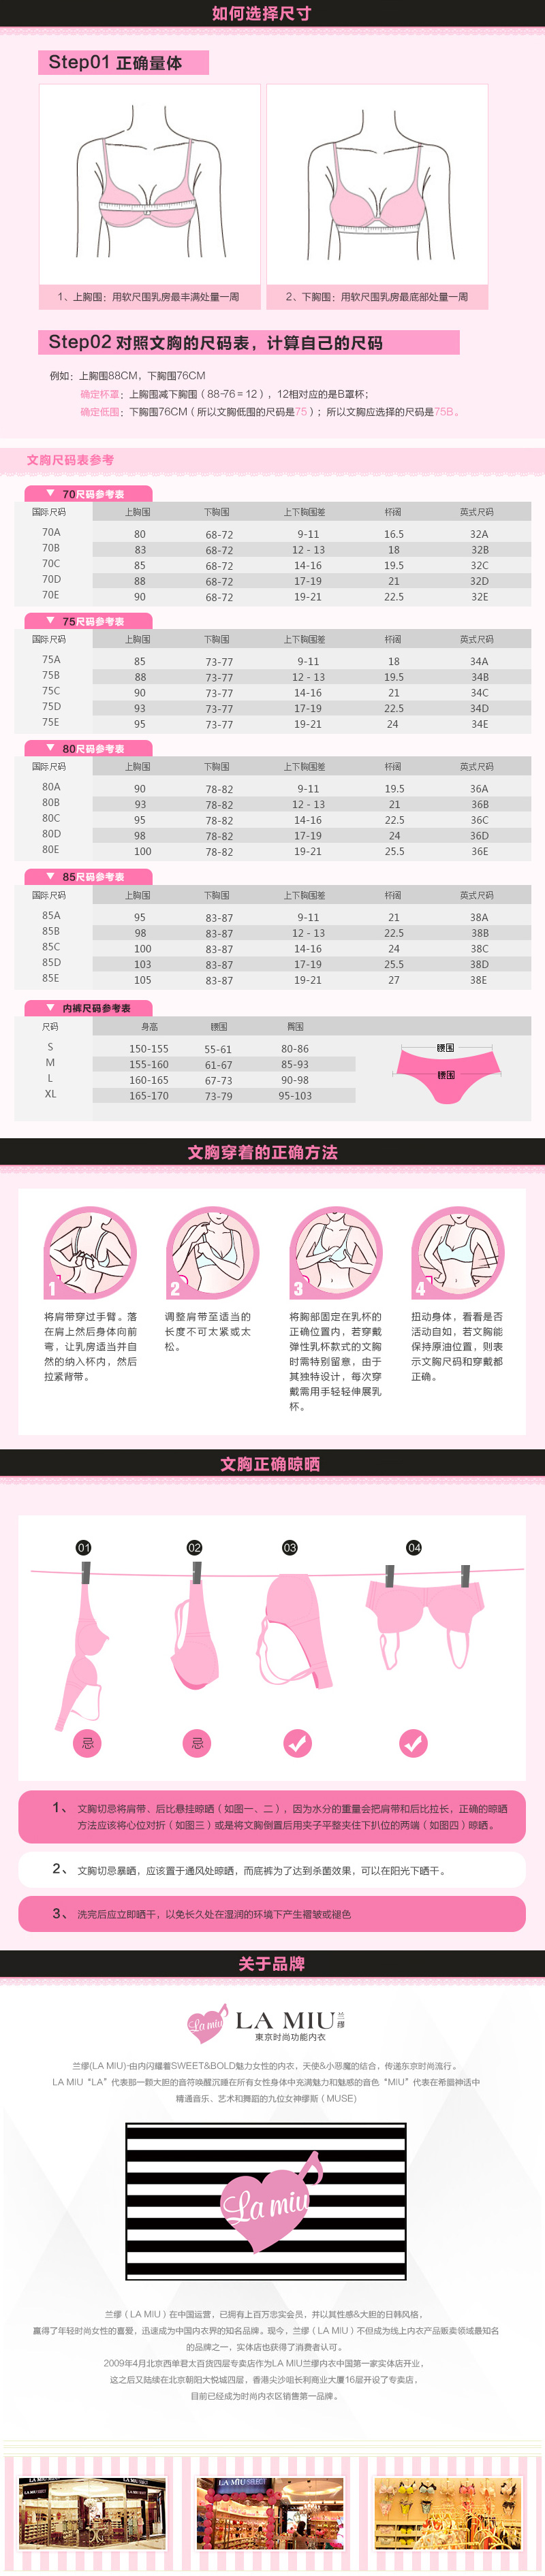 如何选择尺寸
Step01 正确量体
1、上胸围：用软尺围乳房最丰满处量一周
2、下胸围：用软尺围乳房最底部处量一周
Step02 对照文胸的尺码表，计算自己的尺码
例如：上胸围88CM，下胸围76CM
确定杯罩：上胸围减下胸围（88-76＝12），12相对应的是B罩杯；
确定低围：下胸围76CM（所以文胸低围的尺码是75）；所以文胸应选择的尺码是75B。
文胸尺码表参考
70尺码参考表
国际尺码 上胸围 下胸围 上下胸围差 杯阔 英式尺码
70A 80 68-72 9-11 16.5 32A
70B 83 68-72 12 - 13 18 32B
70C 85 68-72 14-16 19.5 32C
70D 88 68-72 17-19 21 32D
70E 90 68-72 19-21 22.5 32E
75尺码参考表
国际尺码 上胸围 下胸围 上下胸围差 杯阔 英式尺码
75A 85 73-77 9-11 18 34A
75B 88 73-77 12 - 13 19.5 34B
75C 90 73-77 14-16 21 34C
75D 93 73-77 17-19 22.5 34D
75E 95 73-77 19-21 24 34E
80尺码参考表
国际尺码 上胸围 下胸围 上下胸围差 杯阔 英式尺码
80A 90 78-82 9-11 19.5 36A
80B 93 78-82 12 - 13 21 36B
80C 95 78-82 14-16 22.5 36C
80D 98 78-82 17-19 24 36D
80E 100 78-82 19-21 25.5 36E
85尺码参考表
国际尺码 上胸围 下胸围 上下胸围差 杯阔 英式尺码
85A 95 83-87 9-11 21 38A
85B 98 83-87 12 - 13 22.5 38B
85C 100 83-87 14-16 24 38C
85D 103 83-87 17-19 25.5 38D
85E 105 83-87 19-21 27 38E
内裤尺码参考表
尺码 身高 腰围 臀围
S 150-155 55-61 80-86
M 155-160 61-67 85-93
L 160-165 67-73 90-98
XL 165-170 73-79 95-103
腰围
腰围
文胸穿着的正确方法
1
将肩带穿过手臂。落
在肩上然后身体向前
弯，让乳房适当并自
然的纳入杯内，然后
拉紧背带。
2
调整肩带至适当的
长度不可太紧或太
松。
3
将胸部固定在乳杯的
正确位置内，若穿戴
弹性乳杯款式的文胸
时需特别留意，由于
其独特设计，每次穿
戴需用手轻轻伸展乳
杯。
4
扭动身体，看看是否
活动自如，若文胸能
保持原油位置，则表
示文胸尺码和穿戴都
正确。
文胸正确晾晒
01 02 03 04
忌 忌
1、 文胸切忌将肩带、后比悬挂晾晒（如图一、二），因为水分的重量会把肩带和后比拉长，正确的晾晒
方法应该将心位对折（如图三）或是将文胸倒置后用夹子平整夹住下扒位的两端（如图四）晾晒。
2、 文胸切忌暴晒，应该置于通风处晾晒，而底裤为了达到杀菌效果，可以在阳光下晒干。
3、 洗完后应立即晒干，以免长久处在湿润的环境下产生褶皱或褪色
关于品牌
La miu LA MIU 兰缪
東京时尚功能内衣
兰缪(LA MIU)-由内闪耀着SWEET&BOLD魅力女性的内衣，天使&小恶魔的结合，传递东京时尚流行。
LA MIU“LA”代表那一颗大胆的音符唤醒沉睡在所有女性身体中充满魅力和魅惑的音色“MIU”代表在希腊神话中
精通音乐、艺术和舞蹈的九位女神缪斯（MUSE)
La miu
兰缪（LA MIU）在中国运营，已拥有上百万忠实会员，并以其性感&大胆的日韩风格，
赢得了年轻时尚女性的喜爱，迅速成为中国内衣界的知名品牌。现今，兰缪（LA MIU）不但成为线上内衣产品贩卖领域最知名
的品牌之一，实体店也获得了消费者认可。
2009年4月北京西单君太百货四层专卖店作为LA MIU兰缪内衣中国第一家实体店开业，
这之后又陆续在北京朝阳大悦城四层，香港尖沙咀长利商业大厦16层开设了专卖店，
目前已经成为时尚内衣区销售第一品牌。
LA MIU SELECT
LA MIU SELECT